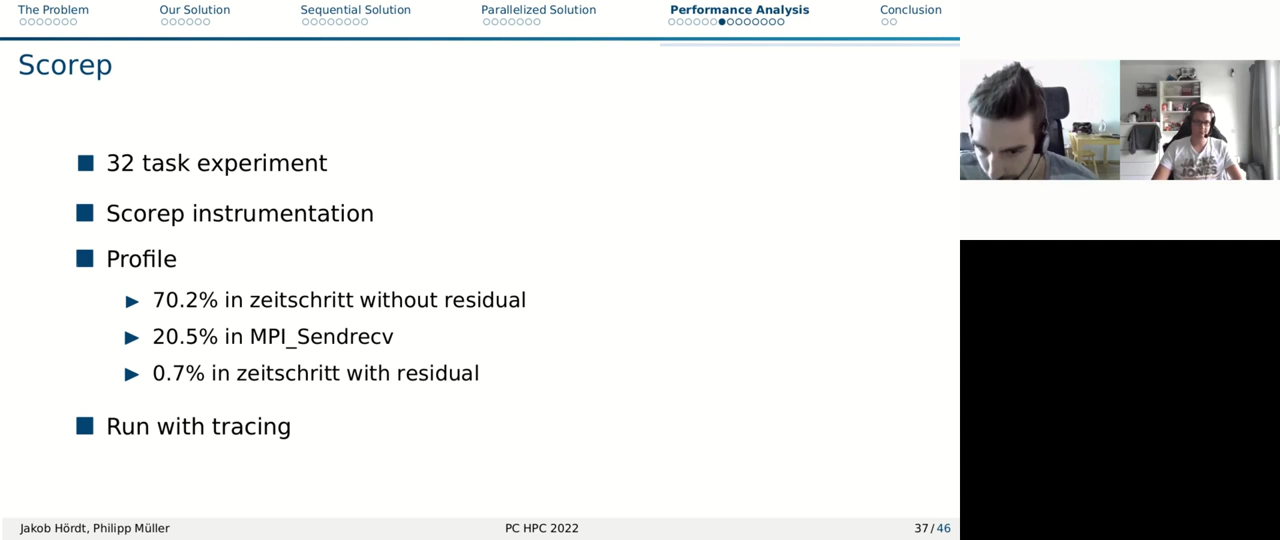 The Problem
Our Solution
Sequential Solution
Parallelized Solution
Performance Analysis
Conclusion
Scorep
32 task experiment
Scorep instrumentation
Profile
70.2% in zeitschritt without residual
20.5% in MPI_Sendrecv
0.7% in zeitschritt with residual
Run with tracing
Jakob Hördt, Philipp Müller
PC HPC 2022
37/46
JACK&
JONES